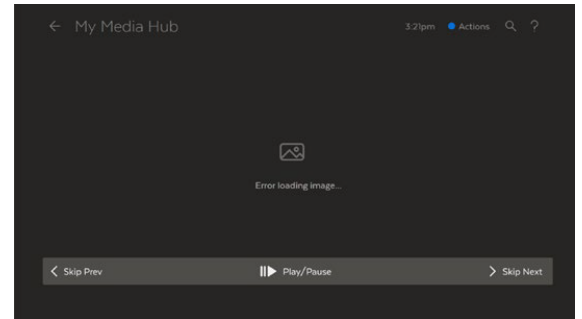 My Media Hub
3:21pm Actions ?
Error loading image...
Skip Prev Play/Pause Skip Next